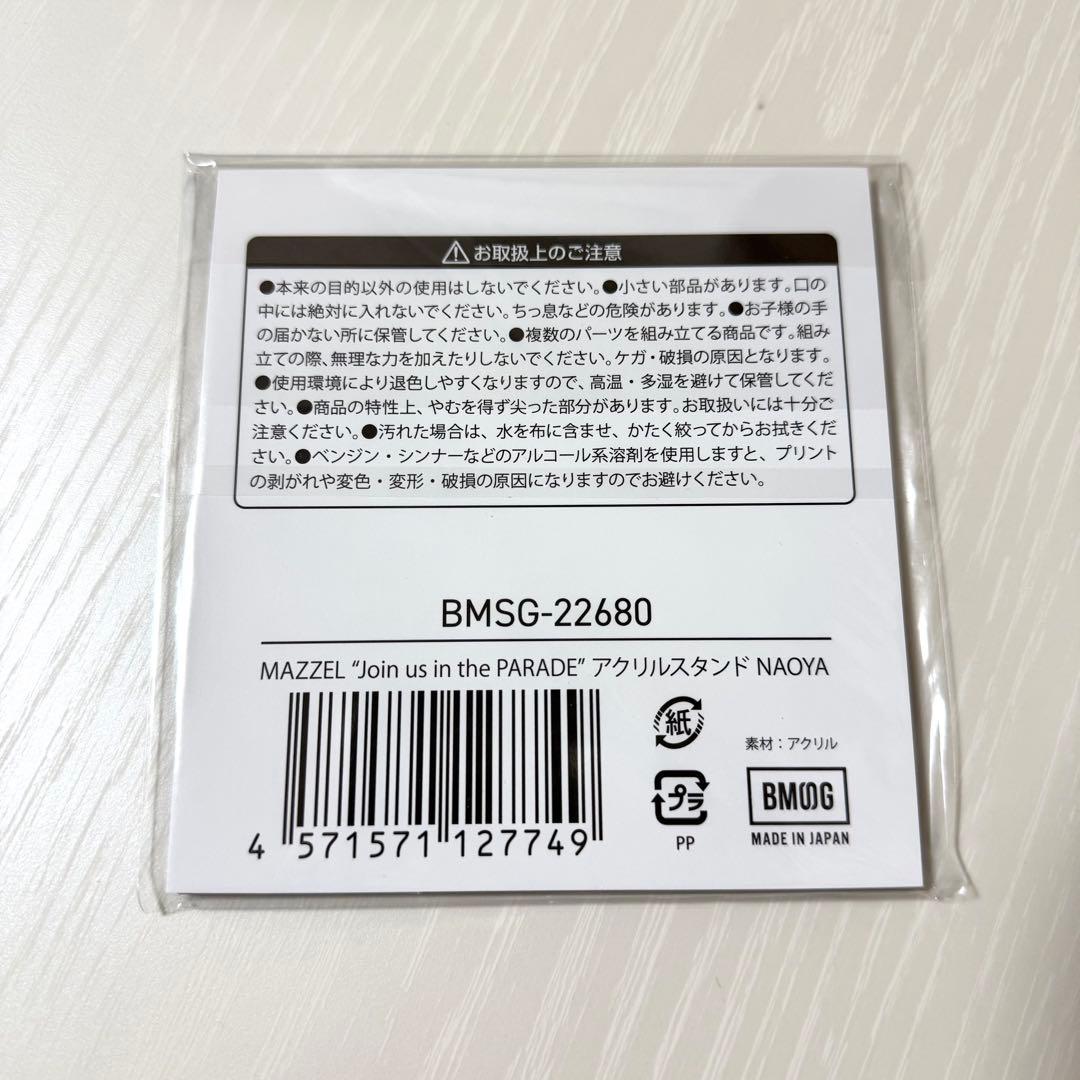 ⚠お取扱上のご注意
●本来の目的以外の使用はしないでください。●小さい部品があります。口の
中には絶対に入れないでください。ちっ息などの危険があります。●お子様の手
の届かない所に保管してください。●複数のパーツを組み立てる商品です。組み
立ての際、無理な力を加えたりしないでください。ケガ・破損の原因となります。
●使用環境により退色しやすくなりますので、高温・多湿を避けて保管してくだ
さい。●商品の特性上、やむを得ず尖った部分があります。お取扱いには十分ご
注意ください。●汚れた場合は、水を布に含ませ、かたく絞ってからお拭きくだ
さい。●ベンジン・シンナーなどのアルコール系溶剤を使用しますと、プリント
の剥がれや変色・変形・破損の原因になりますのでお避けください。
BMSG-22680
MAZZEL “Join us in the PARADE” アクリルスタンド NAOYA
4 571571 127749
紙
プラ
PP
素材：アクリル
BMSG
MADE IN JAPAN